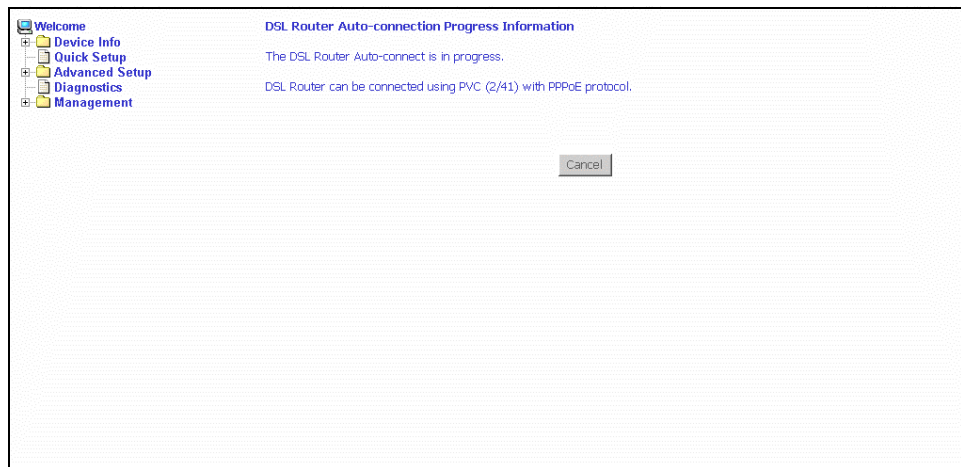 Welcome
Device Info
Quick Setup
Advanced Setup
Diagnostics
Management
DSL Router Auto-connection Progress Information
The DSL Router Auto-connect is in progress.
DSL Router can be connected using PVC (2/41) with PPPoE protocol.
Cancel